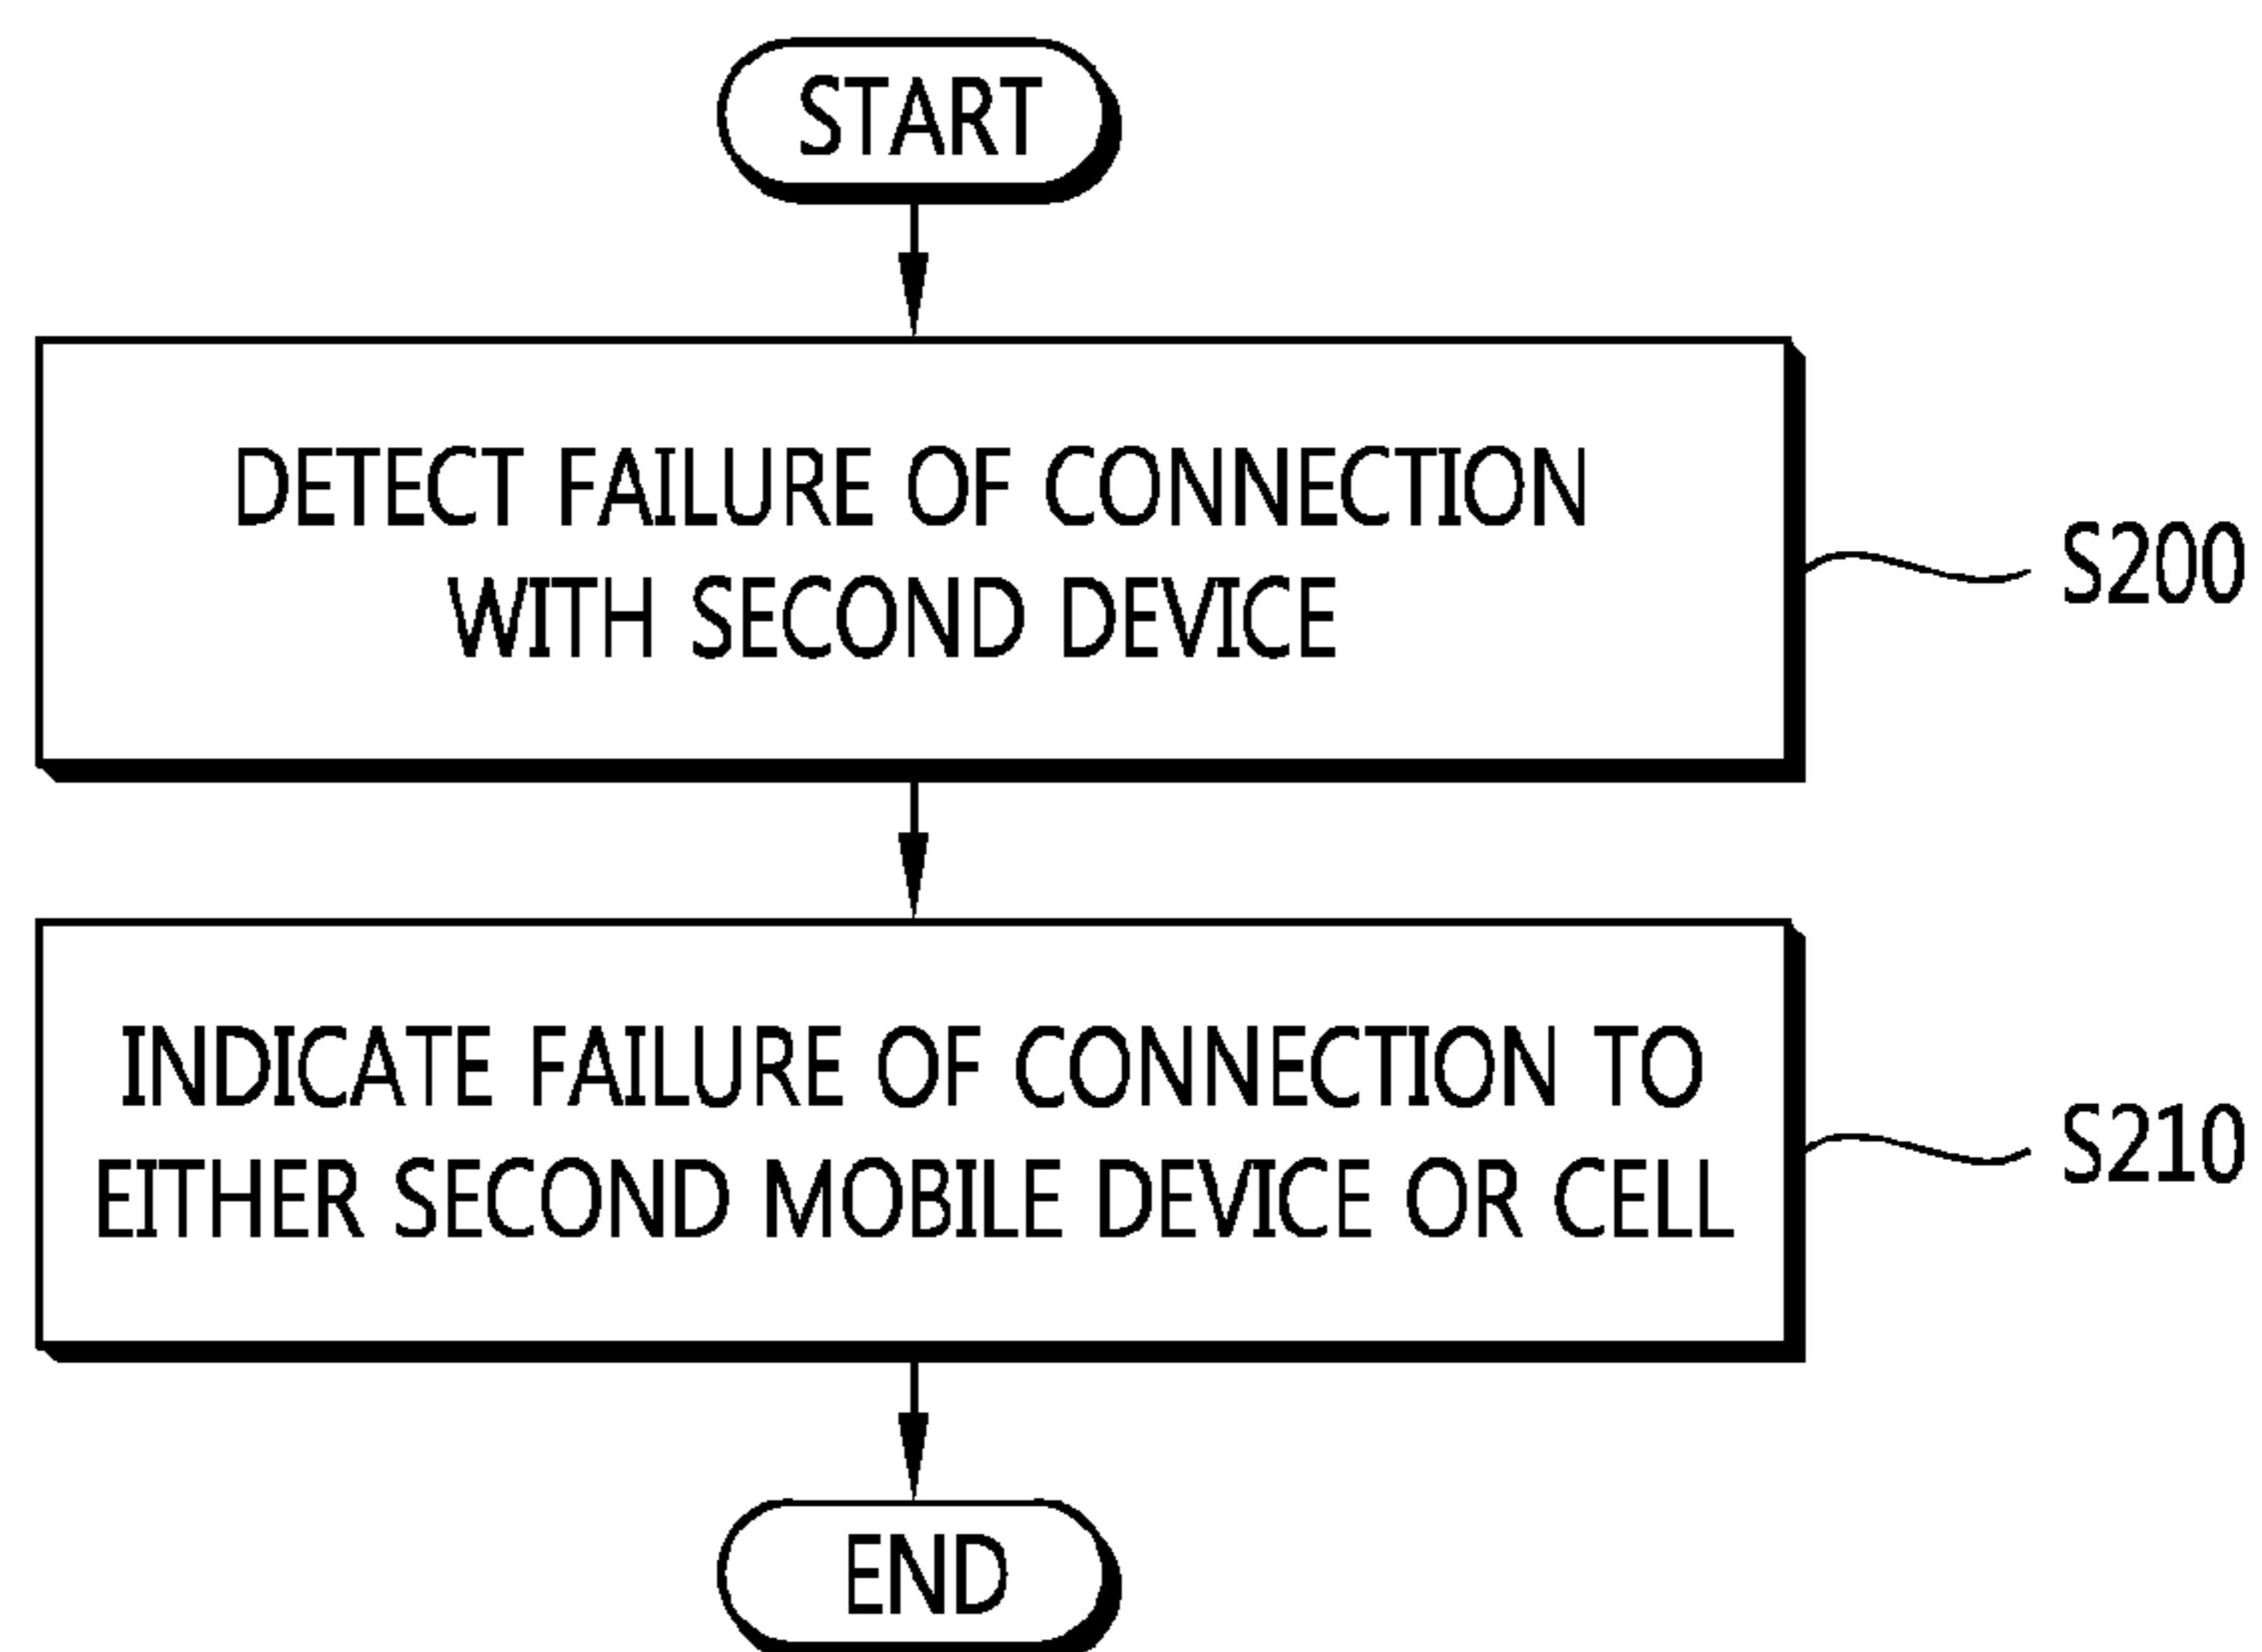 START
DETECT FAILURE OF CONNECTION
WITH SECOND DEVICE
S200
INDICATE FAILURE OF CONNECTION TO
EITHER SECOND MOBILE DEVICE OR CELL
S210
END